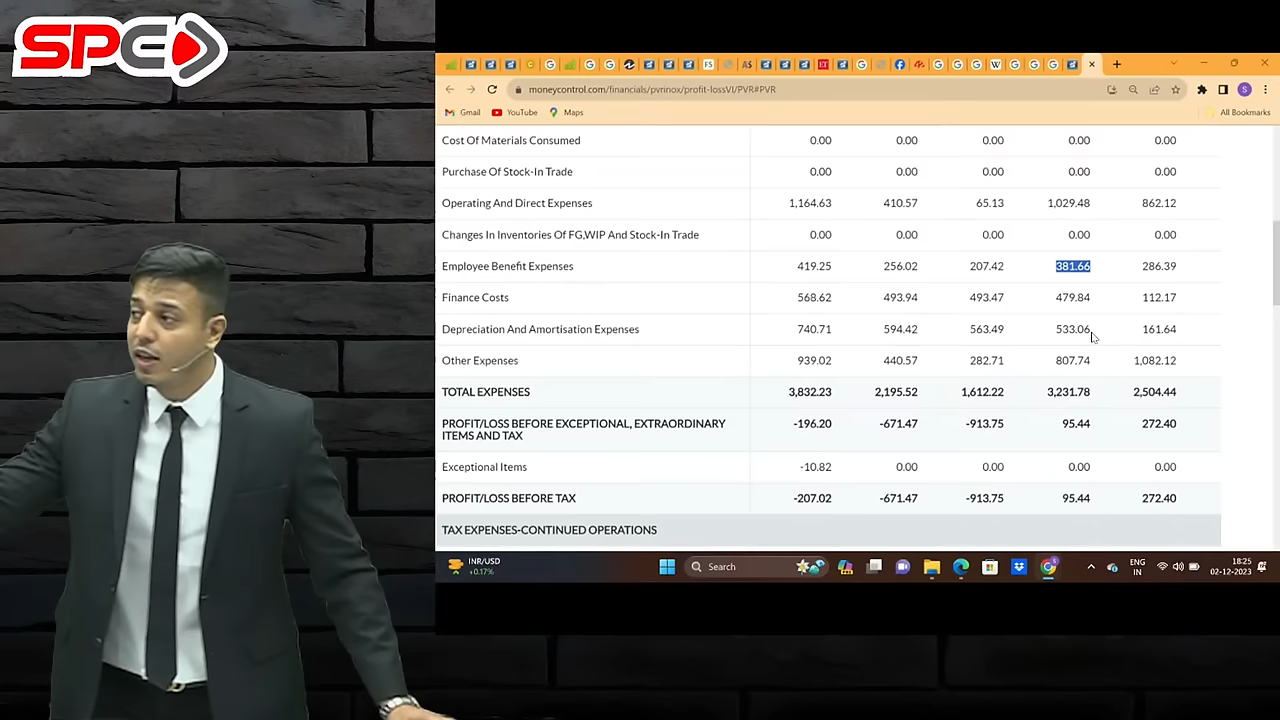 SPC
moneycontrol.com/financials/pvrinox/profit-lossVI/PVR#PVR
Gmail YouTube Maps All Bookmarks
Cost Of Materials Consumed 0.00 0.00 0.00 0.00 0.00
Purchase Of Stock-In Trade 0.00 0.00 0.00 0.00 0.00
Operating And Direct Expenses 1,164.63 410.57 65.13 1,029.48 862.12
Changes In Inventories Of FG,WIP And Stock-In Trade 0.00 0.00 0.00 0.00 0.00
Employee Benefit Expenses 419.25 256.02 207.42 381.66 286.39
Finance Costs 568.62 493.94 493.47 479.84 112.17
Depreciation And Amortisation Expenses 740.71 594.42 563.49 533.06 161.64
Other Expenses 939.02 440.57 282.71 807.74 1,082.12
TOTAL EXPENSES 3,832.23 2,195.52 1,612.22 3,231.78 2,504.44
PROFIT/LOSS BEFORE EXCEPTIONAL, EXTRAORDINARY -196.20 -671.47 -913.75 95.44 272.40
ITEMS AND TAX
Exceptional Items -10.82 0.00 0.00 0.00 0.00
PROFIT/LOSS BEFORE TAX -207.02 -671.47 -913.75 95.44 272.40
TAX EXPENSES-CONTINUED OPERATIONS
INR/USD
+0.17%
Search
ENG
IN
18:25
02-12-2023